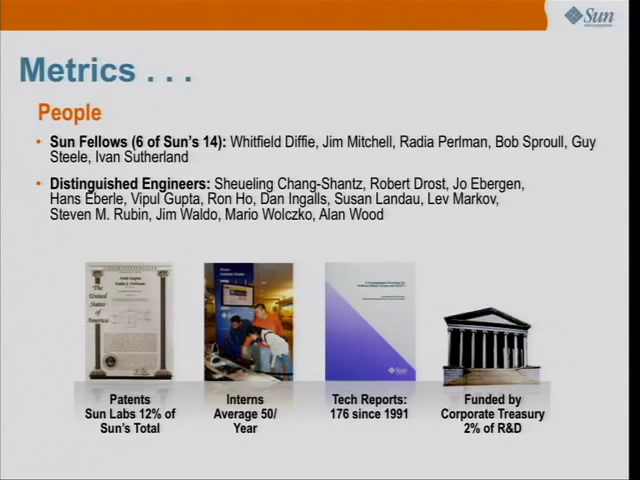 Sun
Metrics . . .
People
• Sun Fellows (6 of Sun's 14): Whitfield Diffie, Jim Mitchell, Radia Perlman, Bob Sproull, Guy
Steele, Ivan Sutherland
• Distinguished Engineers: Sheueling Chang-Shantz, Robert Drost, Jo Ebergen,
Hans Eberle, Vipul Gupta, Ron Ho, Dan Ingalls, Susan Landau, Lev Markov,
Steven M. Rubin, Jim Waldo, Mario Wolczko, Alan Wood
The
United
States
of
America
Sun
Patents
Sun Labs 12% of
Sun's Total
Interns
Average 50/
Year
Tech Reports:
176 since 1991
Funded by
Corporate Treasury
2% of R&D